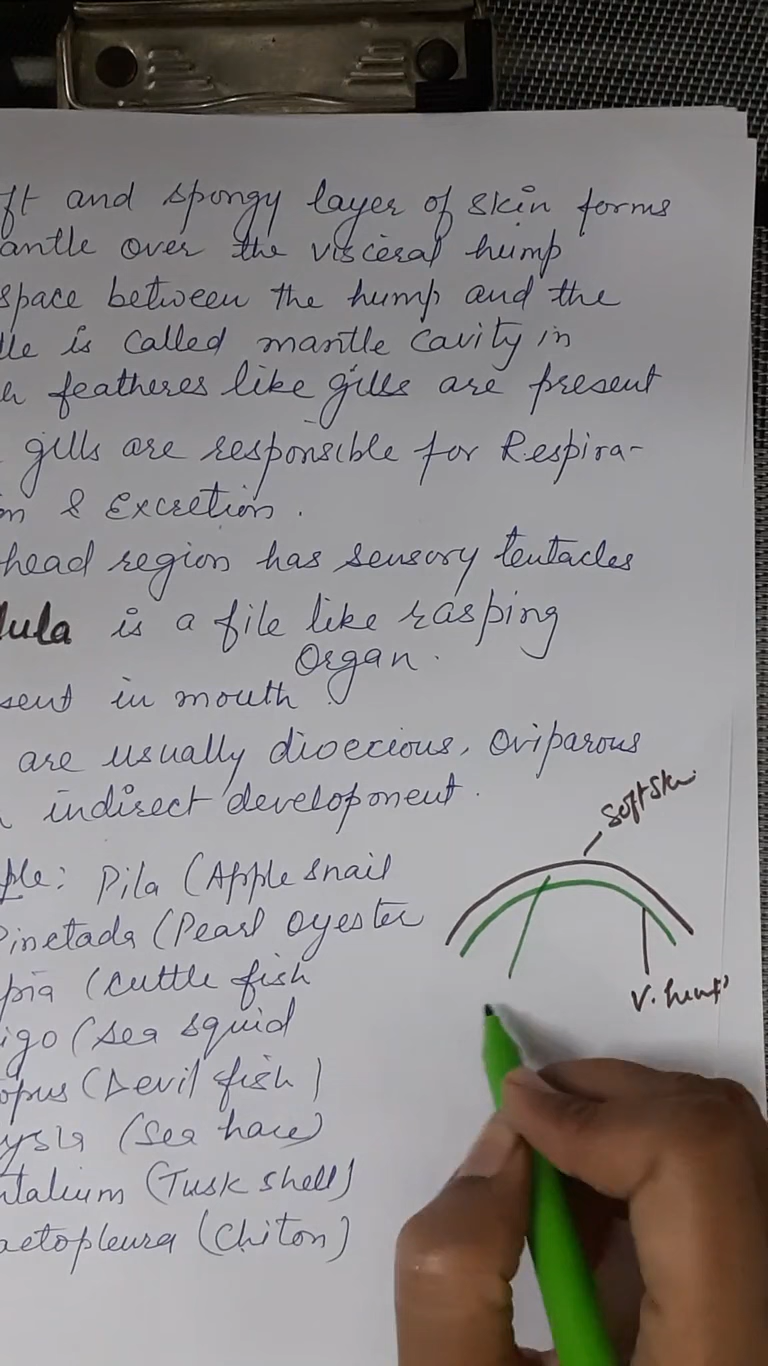 ft and spongy layer of skin forms
antle over the visceral hump
space between the hump and the
lle is called mantle cavity in
featheres like gills are present
gills are responsible for Respira-
on & Excretion.
head region has sensory tentacles
dula is a file like rasping
Organ.
sent in mouth
are usually dioecious, Oviparous
indirect development.
ple: Pila (Apple snail
Pinctada (Pearl Oyester
pia (Cuttle fish
igo (Sea squid
opus (Devil fish)
ysia (Sea hare)
ntalium (Tusk shell)
aetopleura (Chiton)
Soft skin
V. hump